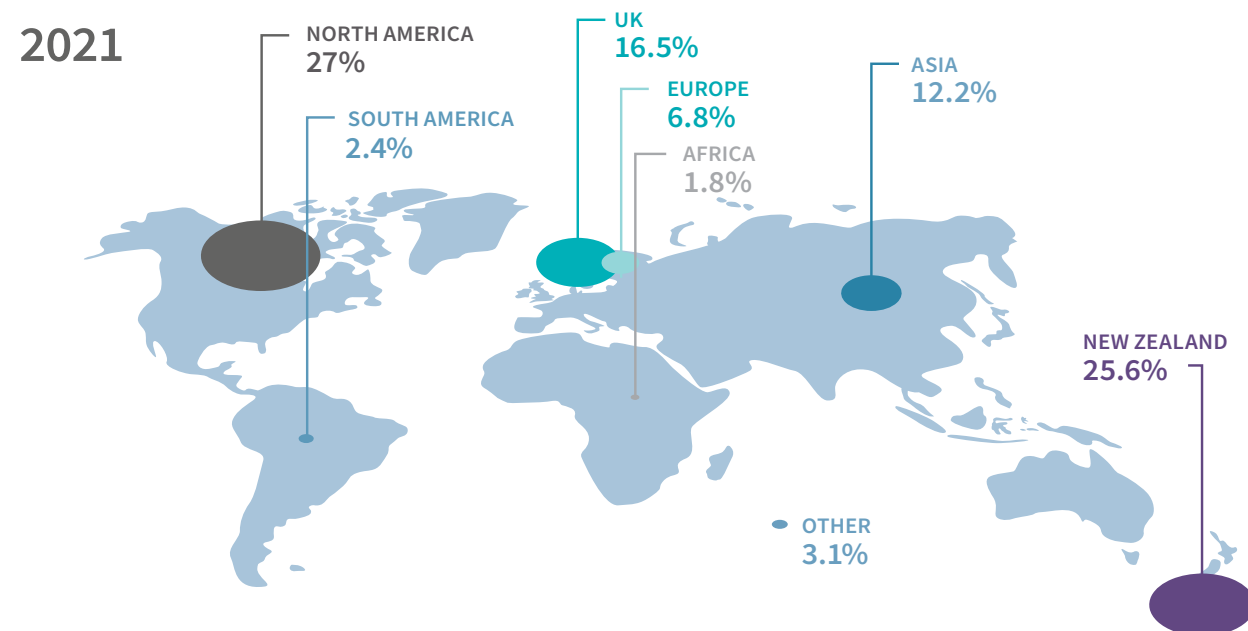 2021
NORTH AMERICA
27%
SOUTH AMERICA
2.4%
UK
16.5%
EUROPE
6.8%
AFRICA
1.8%
ASIA
12.2%
NEW ZEALAND
25.6%
OTHER
3.1%